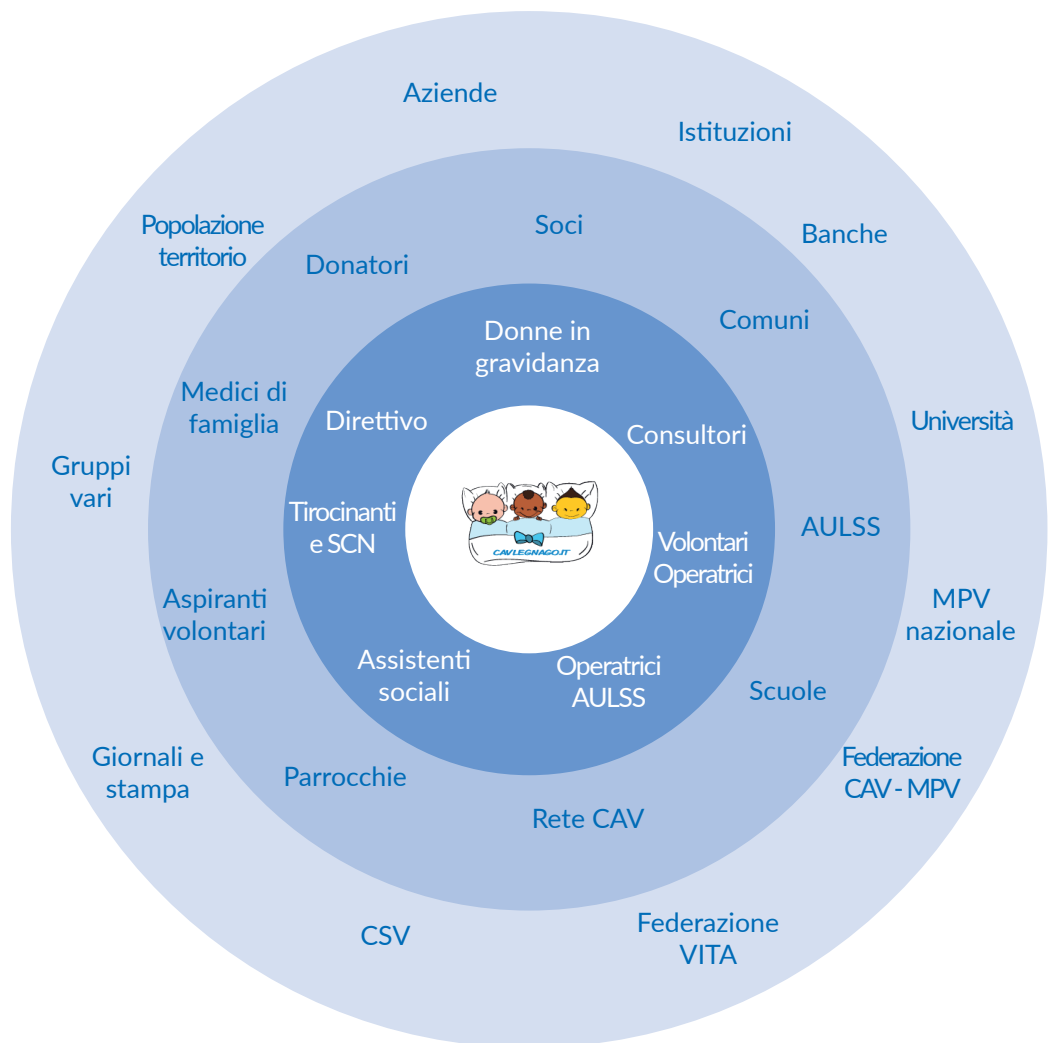 Aziende
Istituzioni
Popolazione
territorio
Banche
Soci
Donatori
Comuni
Donne in
gravidanza
Medici di
famiglia
Direttivo
Consultori
Università
Gruppi
vari
Tirocinanti
e SCN
CAVLEGNAGO.IT
Volontari
Operatrici
AULSS
Aspiranti
volontari
MPV
nazionale
Assistenti
sociali
Operatrici
AULSS
Scuole
Giornali e
stampa
Parrocchie
Federazione
CAV - MPV
Rete CAV
CSV
Federazione
VITA